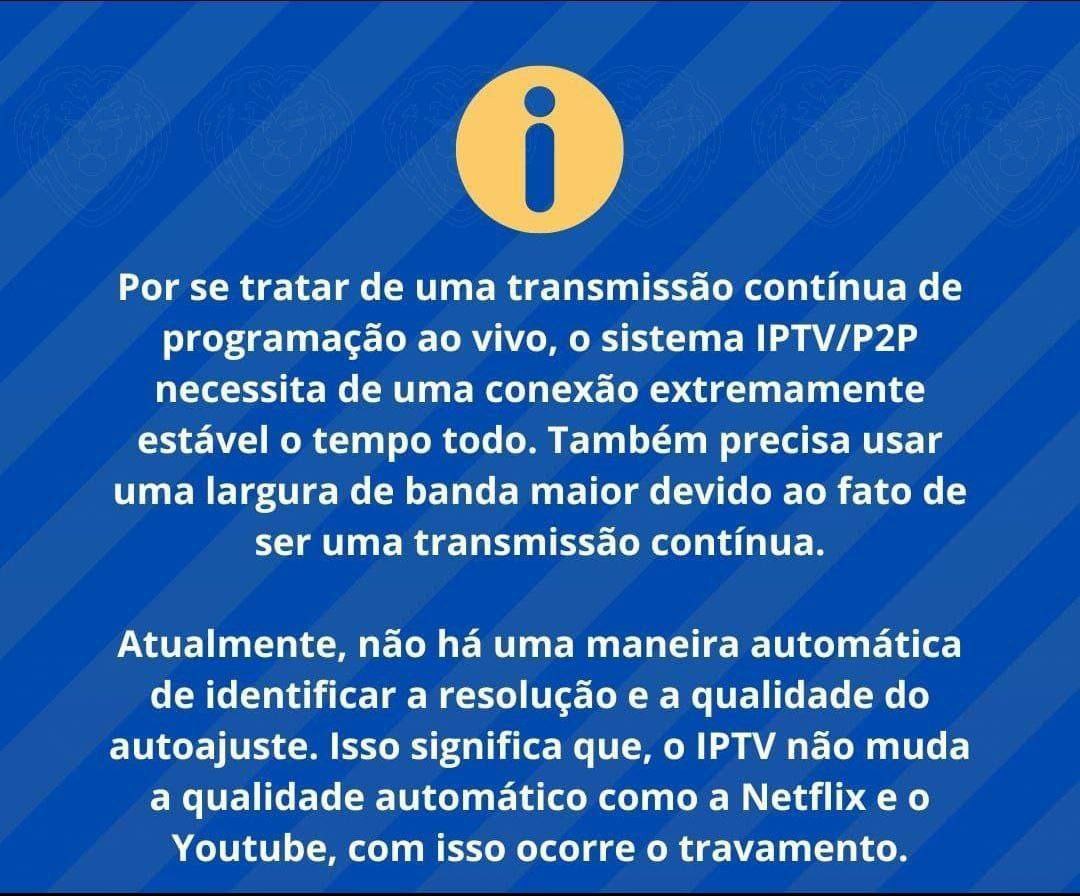 Por se tratar de uma transmissão contínua de
programação ao vivo, o sistema IPTV/P2P
necessita de uma conexão extremamente
estável o tempo todo. Também precisa usar
uma largura de banda maior devido ao fato de
ser uma transmissão contínua.
Atualmente, não há uma maneira automática
de identificar a resolução e a qualidade do
autoajuste. Isso significa que, o IPTV não muda
a qualidade automático como a Netflix e o
Youtube, com isso ocorre o travamento.